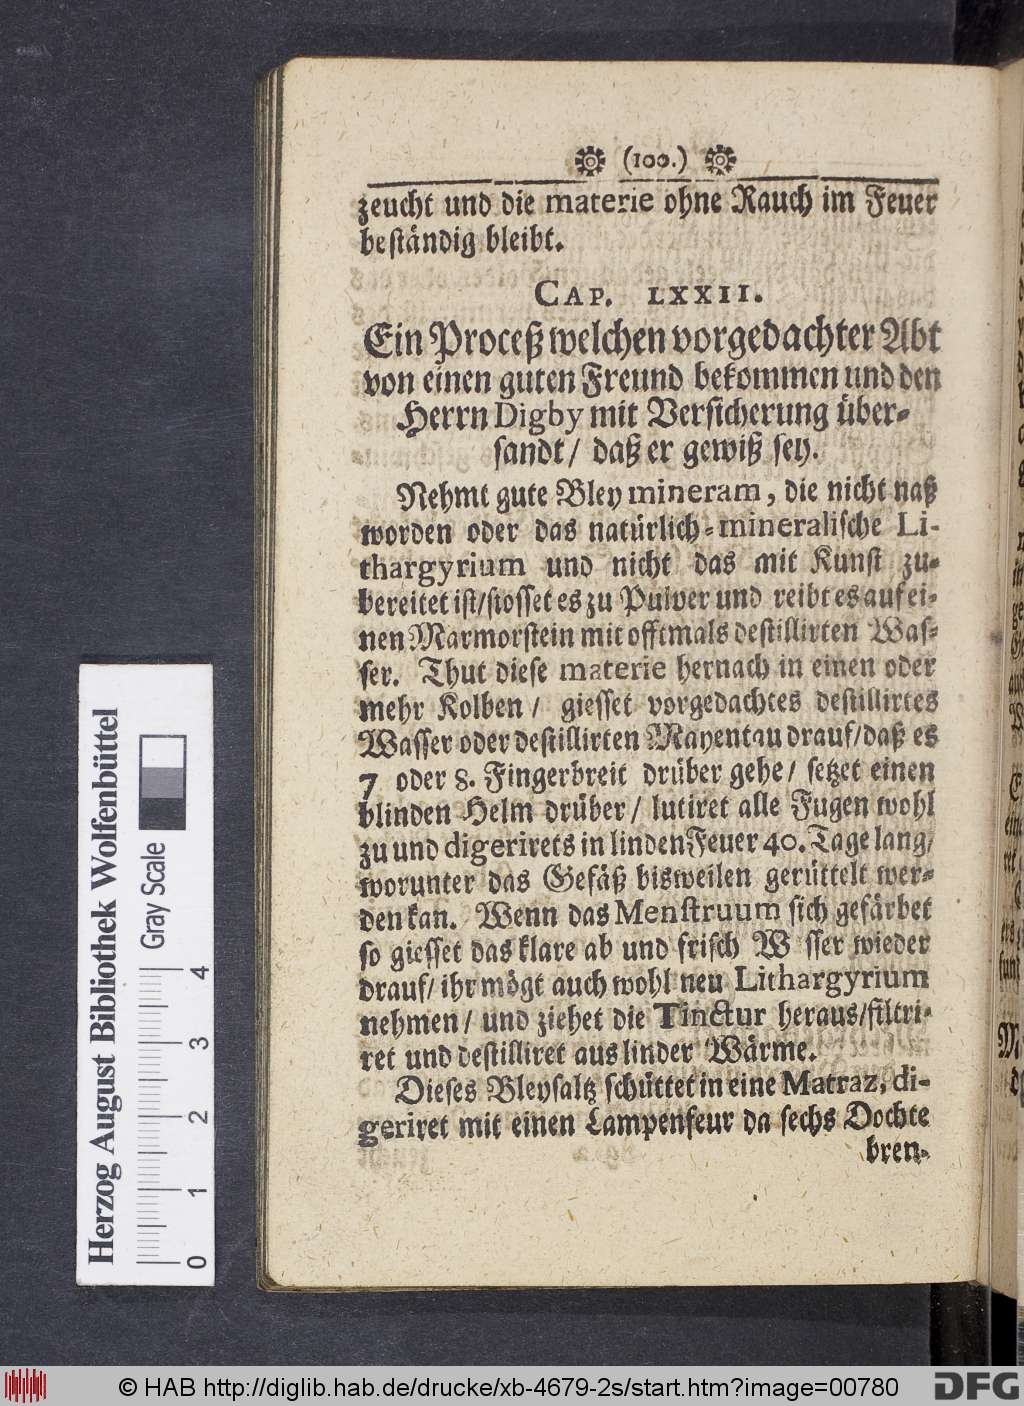 (100.)
zeucht und die materie ohne Rauch im Feuer
beständig bleibt.
CAP. LXXII.
Ein Proceß welchen vorgedachter Abt
von einen guten Freund bekommen und den
Herrn Digby mit Versicherung über-
sandt / daß er gewiß sey.
Nehmt gute Bley mineram, die nicht naß
worden oder das natürlich-mineralische Li-
thargyrium und nicht das mit Kunst zu-
bereitet ist/stosset es zu Pulver und reibt es auf ei-
nen Marmorstein mit offtmals destillirten Was-
ser. Thut diese materie hernach in einen oder
mehr Kolben / giesset vorgedachtes destillirtes
Wasser oder destillirten Mayentau drauf/daß es
7 oder 8. Fingerbreit drüber gehe / setzet einen
blinden Helm drüber / lutiret alle Fugen wohl
zu und digerirets in linden Feuer 40. Tage lang/
worunter das Gefäß bisweilen gerüttelt wer-
den kan. Wenn das Menstruum sich gefärbet
so giesset das klare ab und frisch W sser wieder
drauf/ ihr mögt auch wohl neu Lithargyrium
nehmen / und ziehet die Tinctur heraus/filtri-
ret und destilliret aus linder Wärme.
Dieses Bleysaltz schüttet in eine Matraz, di-
geriret mit einen Lampenfeur da sechs Dochte
bren-
Herzog August Bibliothek Wolfenbüttel
Gray Scale
0 1 2 3 4
© HAB http://diglib.hab.de/drucke/xb-4679-2s/start.htm?image=00780
DFG